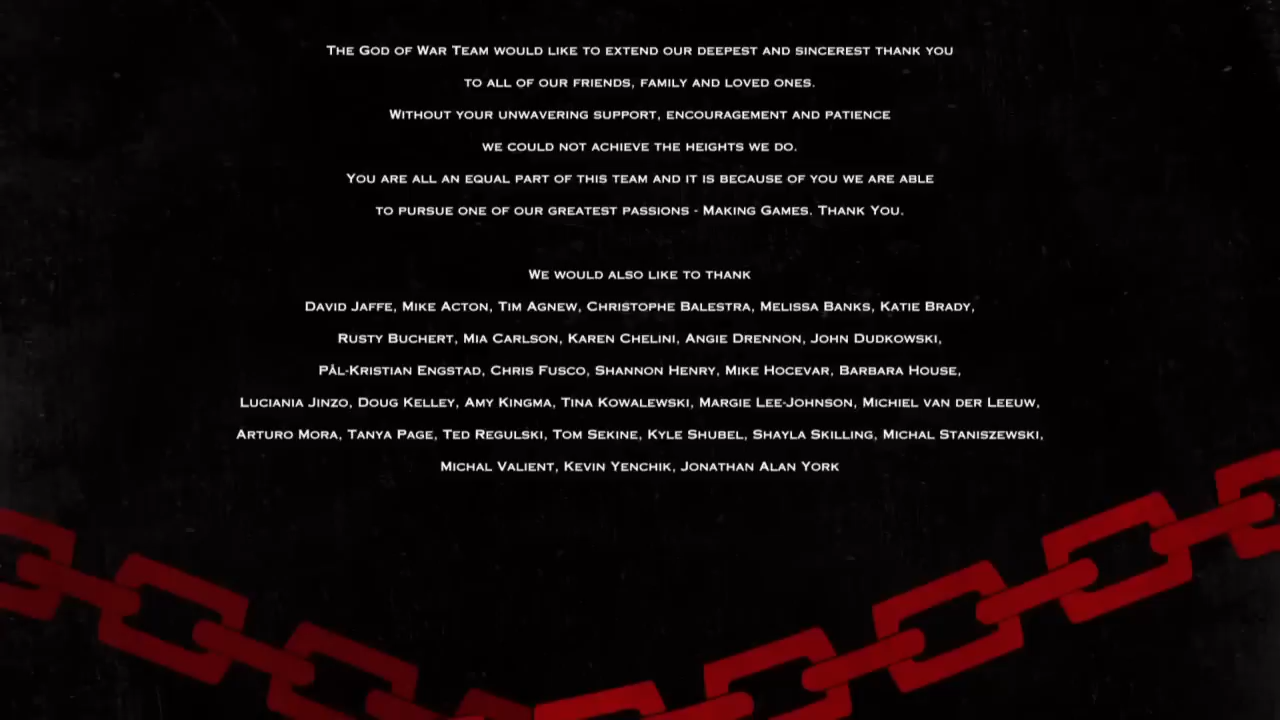 The God of War Team would like to extend our deepest and sincerest thank you
to all of our friends, family and loved ones.
Without your unwavering support, encouragement and patience
we could not achieve the heights we do.
You are all an equal part of this team and it is because of you we are able
to pursue one of our greatest passions - Making Games. Thank You.
We would also like to thank
David Jaffe, Mike Acton, Tim Agnew, Christophe Balestra, Melissa Banks, Katie Brady,
Rusty Buchert, Mia Carlson, Karen Chelini, Angie Drennon, John Dudkowski,
Pål-Kristian Engstad, Chris Fusco, Shannon Henry, Mike Hocevar, Barbara House,
Luciania Jinzo, Doug Kelley, Amy Kingma, Tina Kowalewski, Margie Lee-Johnson, Michiel van der Leeuw,
Arturo Mora, Tanya Page, Ted Regulski, Tom Sekine, Kyle Shubel, Shayla Skilling, Michal Staniszewski,
Michal Valient, Kevin Yenchik, Jonathan Alan York